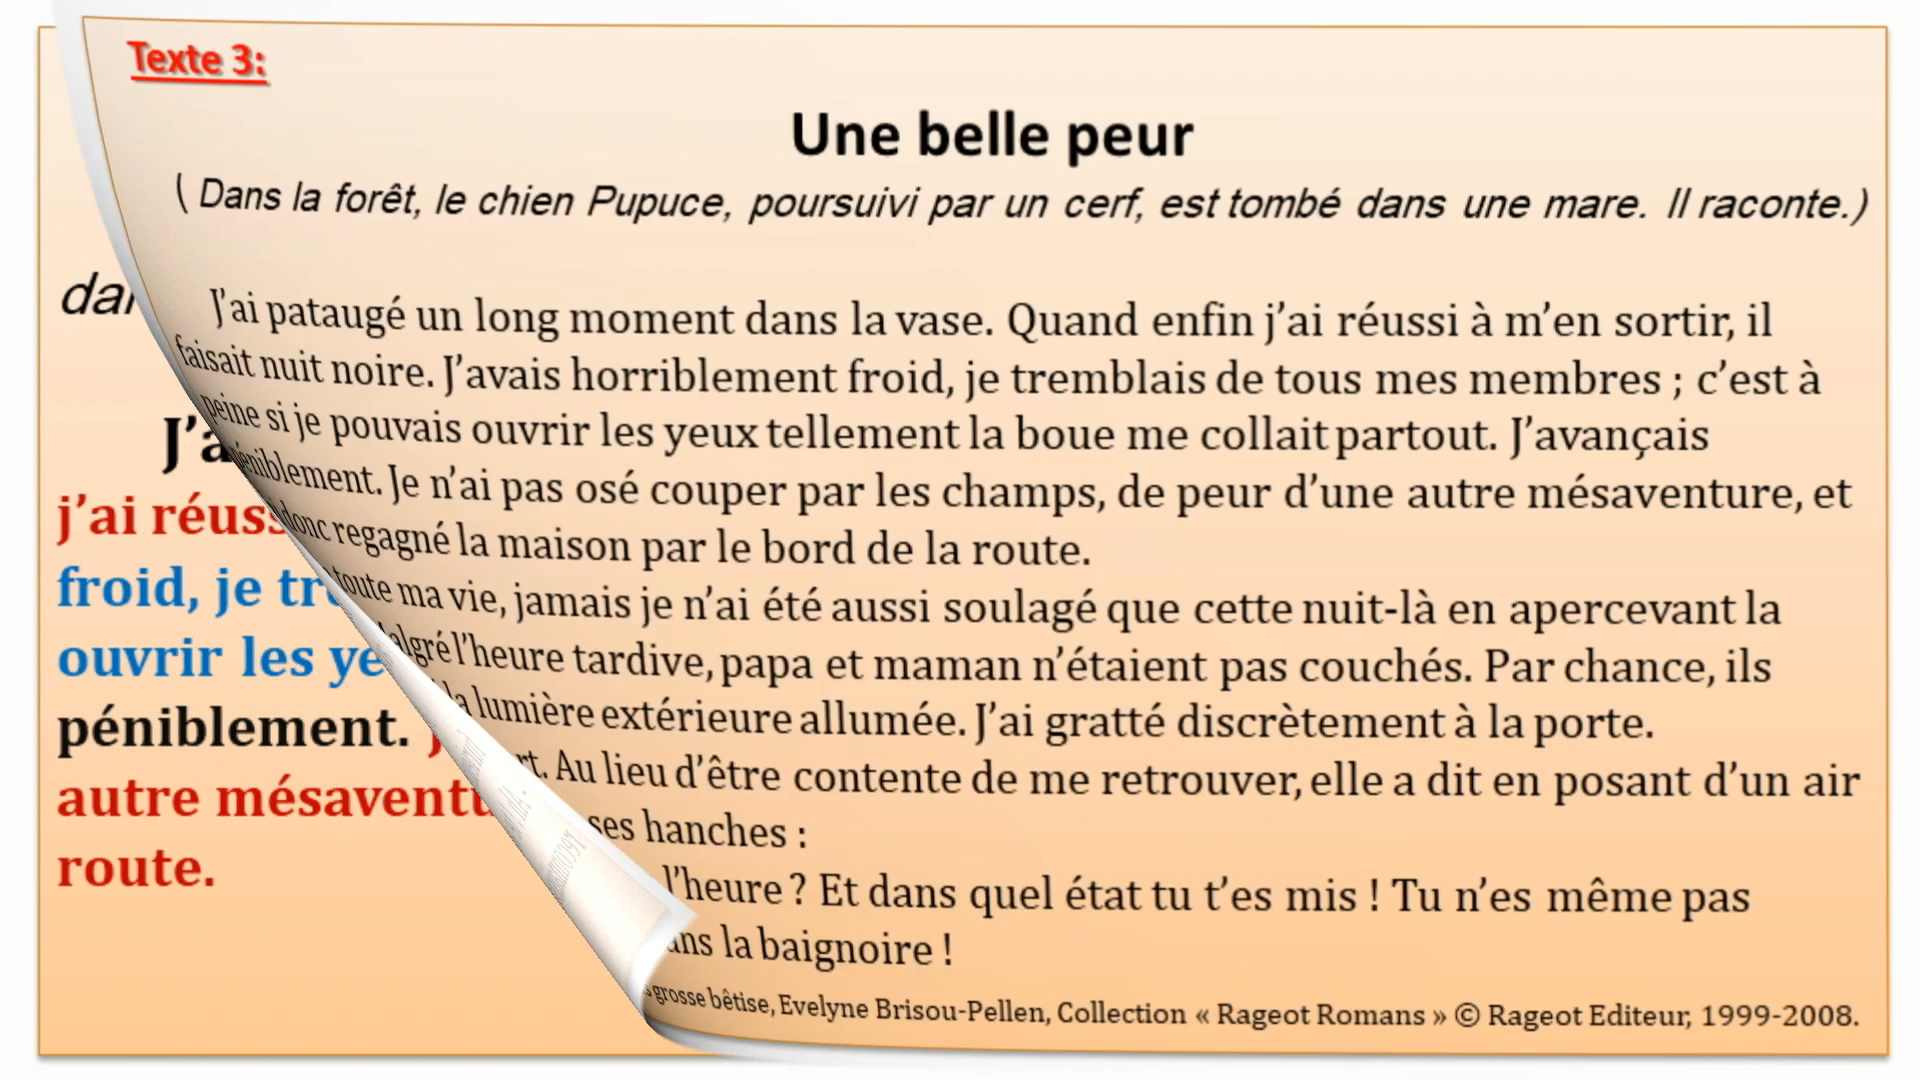 Texte 3:
Une belle peur
( Dans la forêt, le chien Pupuce, poursuivi par un cerf, est tombé dans une mare. Il raconte.)
J’ai pataugé un long moment dans la vase. Quand enfin j’ai réussi à m’en sortir, il
faisait nuit noire. J’avais horriblement froid, je tremblais de tous mes membres ; c’est à
peine si je pouvais ouvrir les yeux tellement la boue me collait partout. J’avançais
péniblement. Je n’ai pas osé couper par les champs, de peur d’une autre mésaventure, et
donc regagné la maison par le bord de la route.
toute ma vie, jamais je n’ai été aussi soulagé que cette nuit-là en apercevant la
l’heure tardive, papa et maman n’étaient pas couchés. Par chance, ils
la lumière extérieure allumée. J’ai gratté discrètement à la porte.
Au lieu d’être contente de me retrouver, elle a dit en posant d’un air
ses hanches :
l’heure ? Et dans quel état tu t’es mis ! Tu n’es même pas
la baignoire !
grosse bêtise, Evelyne Brisou-Pellen, Collection « Rageot Romans » © Rageot Editeur, 1999-2008.
j’ai
froid, je
ouvrir les
péniblement.
autre
route.